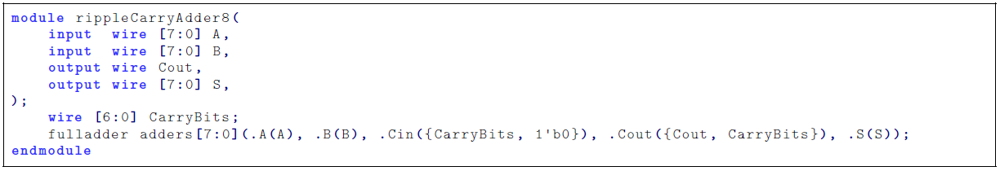 module rippleCarryAdder8(
    input  wire [7:0] A,
    input  wire [7:0] B,
    output wire Cout,
    output wire [7:0] S,
);
    wire [6:0] CarryBits;
    fulladder adders[7:0](.A(A), .B(B), .Cin({CarryBits, 1'b0}), .Cout({Cout, CarryBits}), .S(S));
endmodule